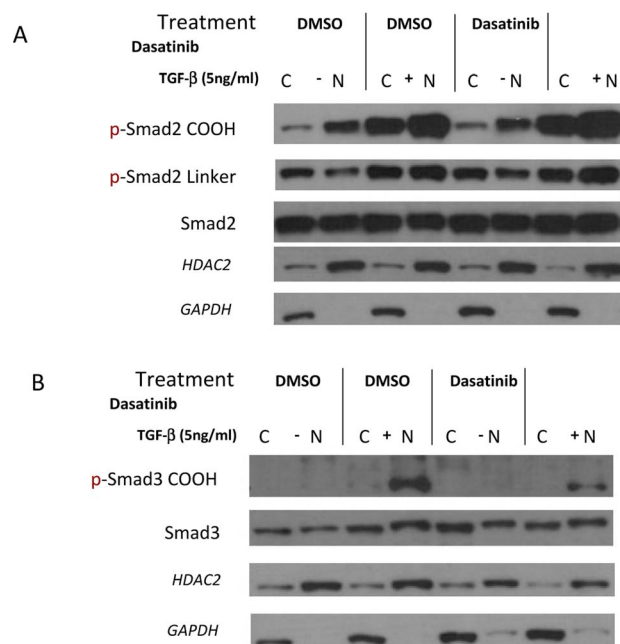 A
Treatment DMSO DMSO Dasatinib
Dasatinib
TGF-β (5ng/ml) C - N C + N C - N C + N
p-Smad2 COOH
p-Smad2 Linker
Smad2
HDAC2
GAPDH
B
Treatment DMSO DMSO Dasatinib
Dasatinib
TGF-β (5ng/ml) C - N C + N C - N C + N
p-Smad3 COOH
Smad3
HDAC2
GAPDH